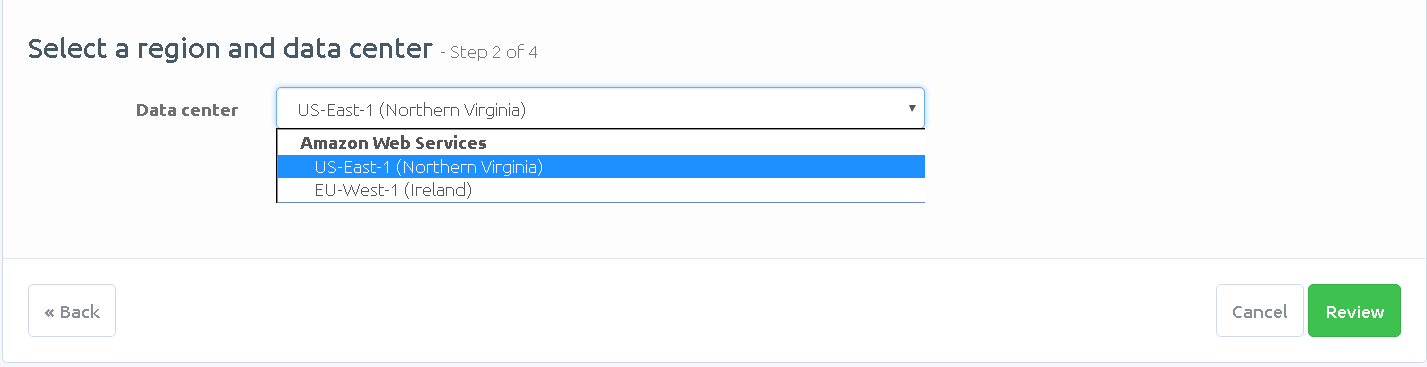 Select a region and data center - Step 2 of 4
Data center US-East-1 (Northern Virginia)
Amazon Web Services
US-East-1 (Northern Virginia)
EU-West-1 (Ireland)
« Back Cancel Review